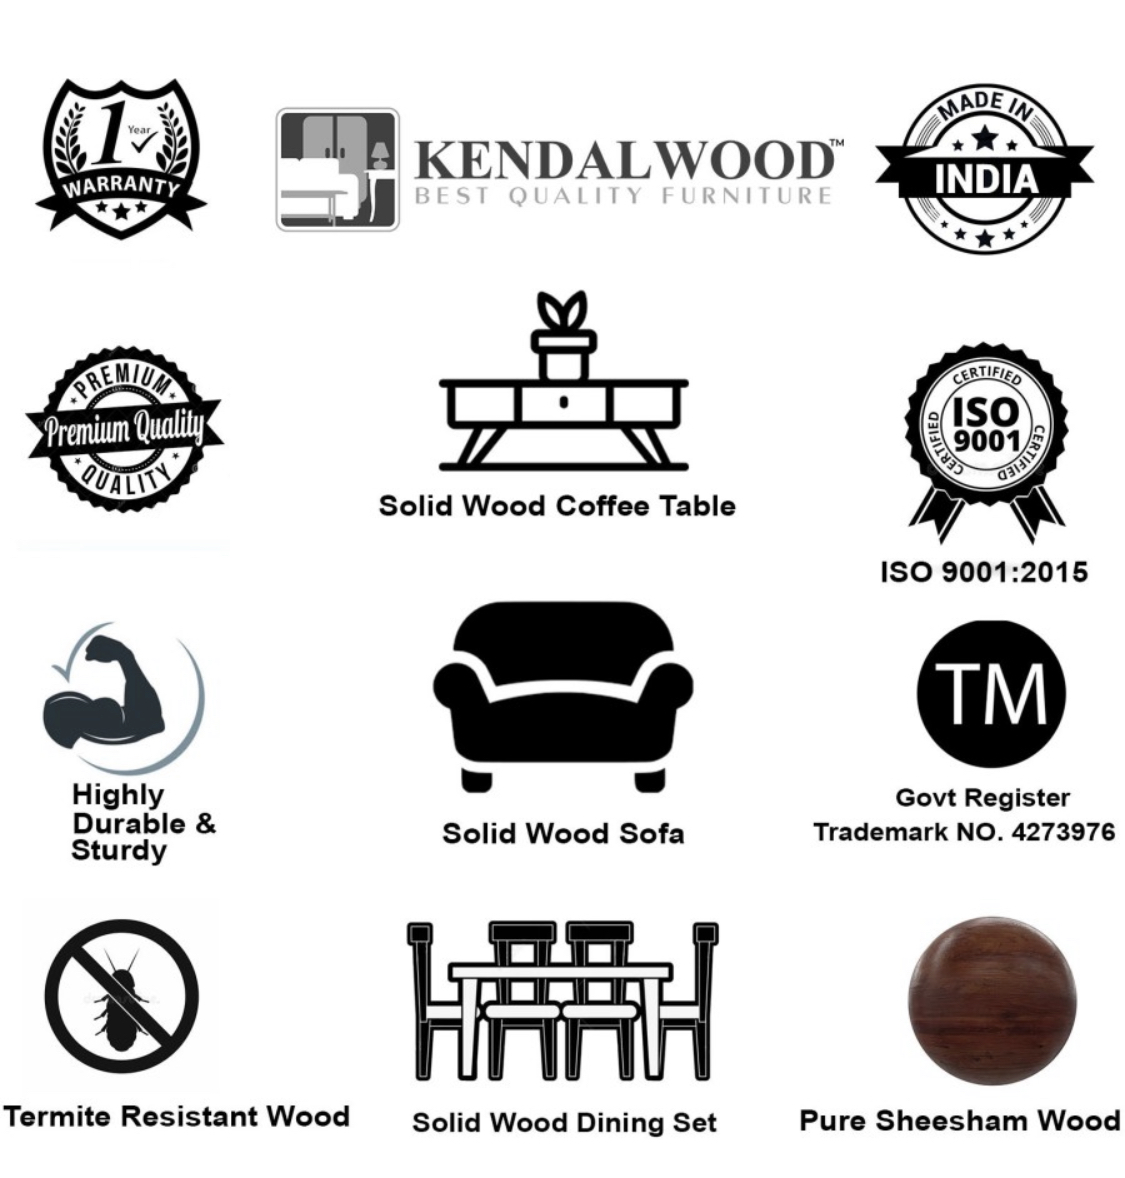 1
Year
WARRANTY
KENDALWOOD™
BEST QUALITY FURNITURE
MADE IN
INDIA
PREMIUM
Premium Quality
QUALITY
Solid Wood Coffee Table
CERTIFIED
ISO
9001
CERTIFIED
CERTIFIED
ISO 9001:2015
Highly
Durable &
Sturdy
Solid Wood Sofa
TM
Govt Register
Trademark NO. 4273976
Termite Resistant Wood
Solid Wood Dining Set
Pure Sheesham Wood